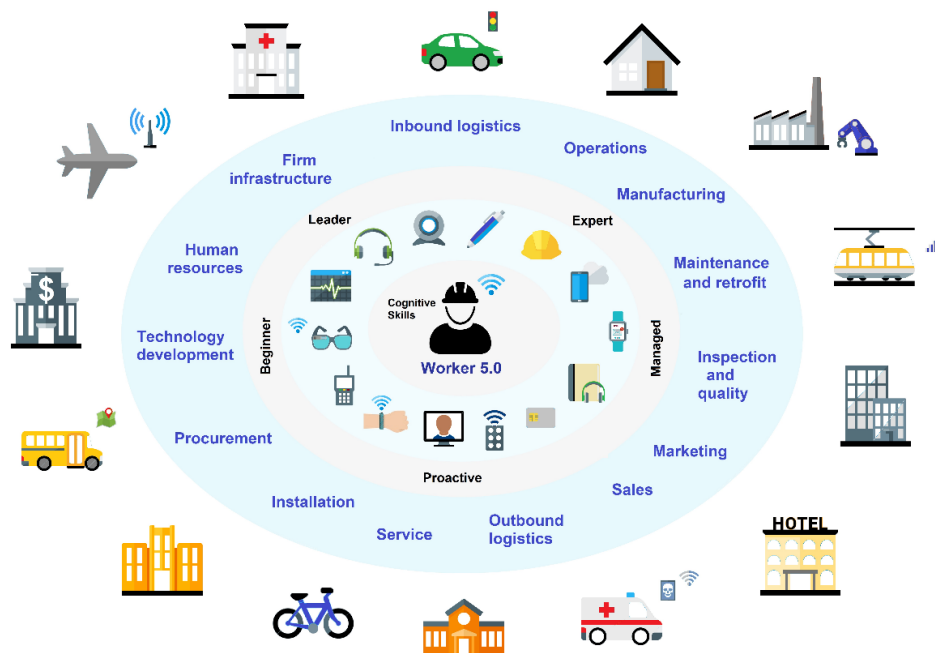 Inbound logistics
Operations
Firm
infrastructure
Manufacturing
Leader
Expert
Human
resources
Maintenance
and retrofit
$
Cognitive
Skills
Beginner
Technology
development
Managed
Worker 5.0
Inspection
and
quality
Procurement
Marketing
Proactive
Sales
Installation
Service
Outbound
logistics
HOTEL